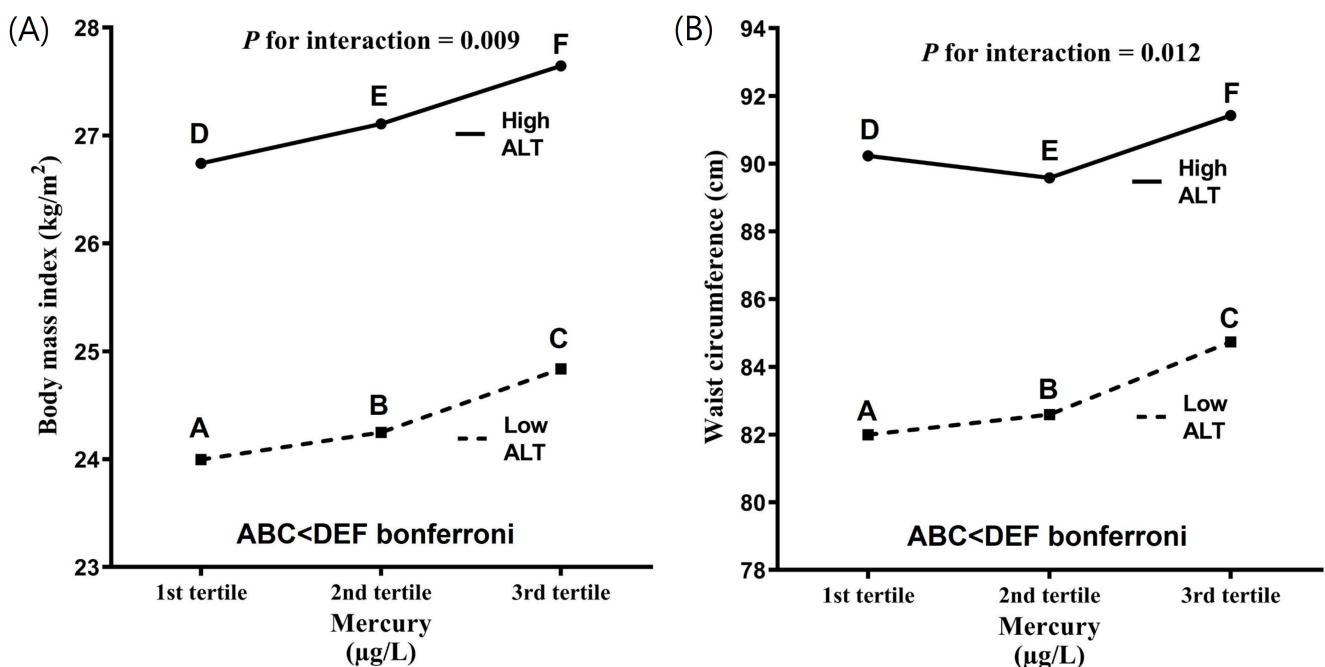 (A)
P for interaction = 0.009
Body mass index (kg/m²)
28
27
26
25
24
23
D
E
F
High
ALT
A
B
C
Low
ALT
ABC<DEF bonferroni
1st tertile
2nd tertile
3rd tertile
Mercury
(µg/L)
(B)
P for interaction = 0.012
Waist circumference (cm)
94
92
90
88
86
84
82
80
78
D
E
F
High
ALT
A
B
C
Low
ALT
ABC<DEF bonferroni
1st tertile
2nd tertile
3rd tertile
Mercury
(µg/L)